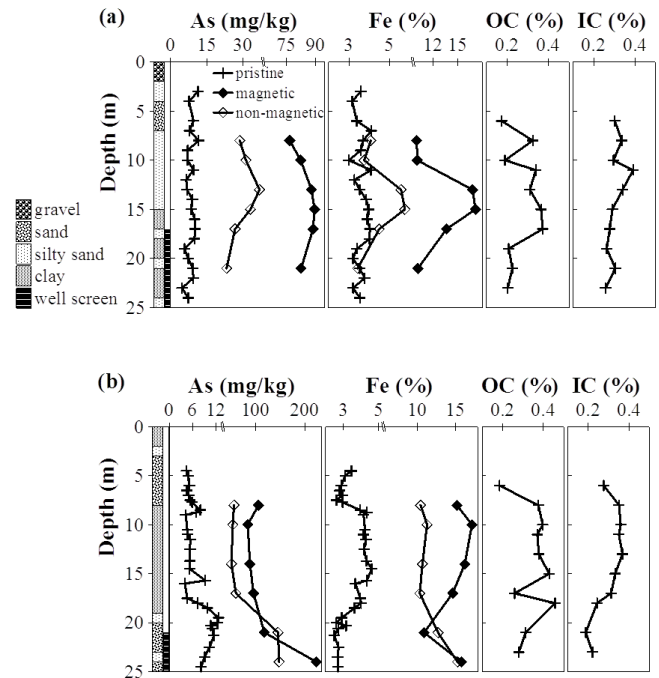 (a) As (mg/kg) Fe (%) OC (%) IC (%)
0 15 30 75 90 3 12 15 0.2 0.4 0.2 0.4
Depth (m)
0
5
10
15
20
25
pristine
magnetic
non-magnetic
gravel
sand
silty sand
clay
well screen
(b) As (mg/kg) Fe (%) OC (%) IC (%)
0 6 12 100 200 3 5 10 15 0.2 0.4 0.2 0.4
Depth (m)
0
5
10
15
20
25